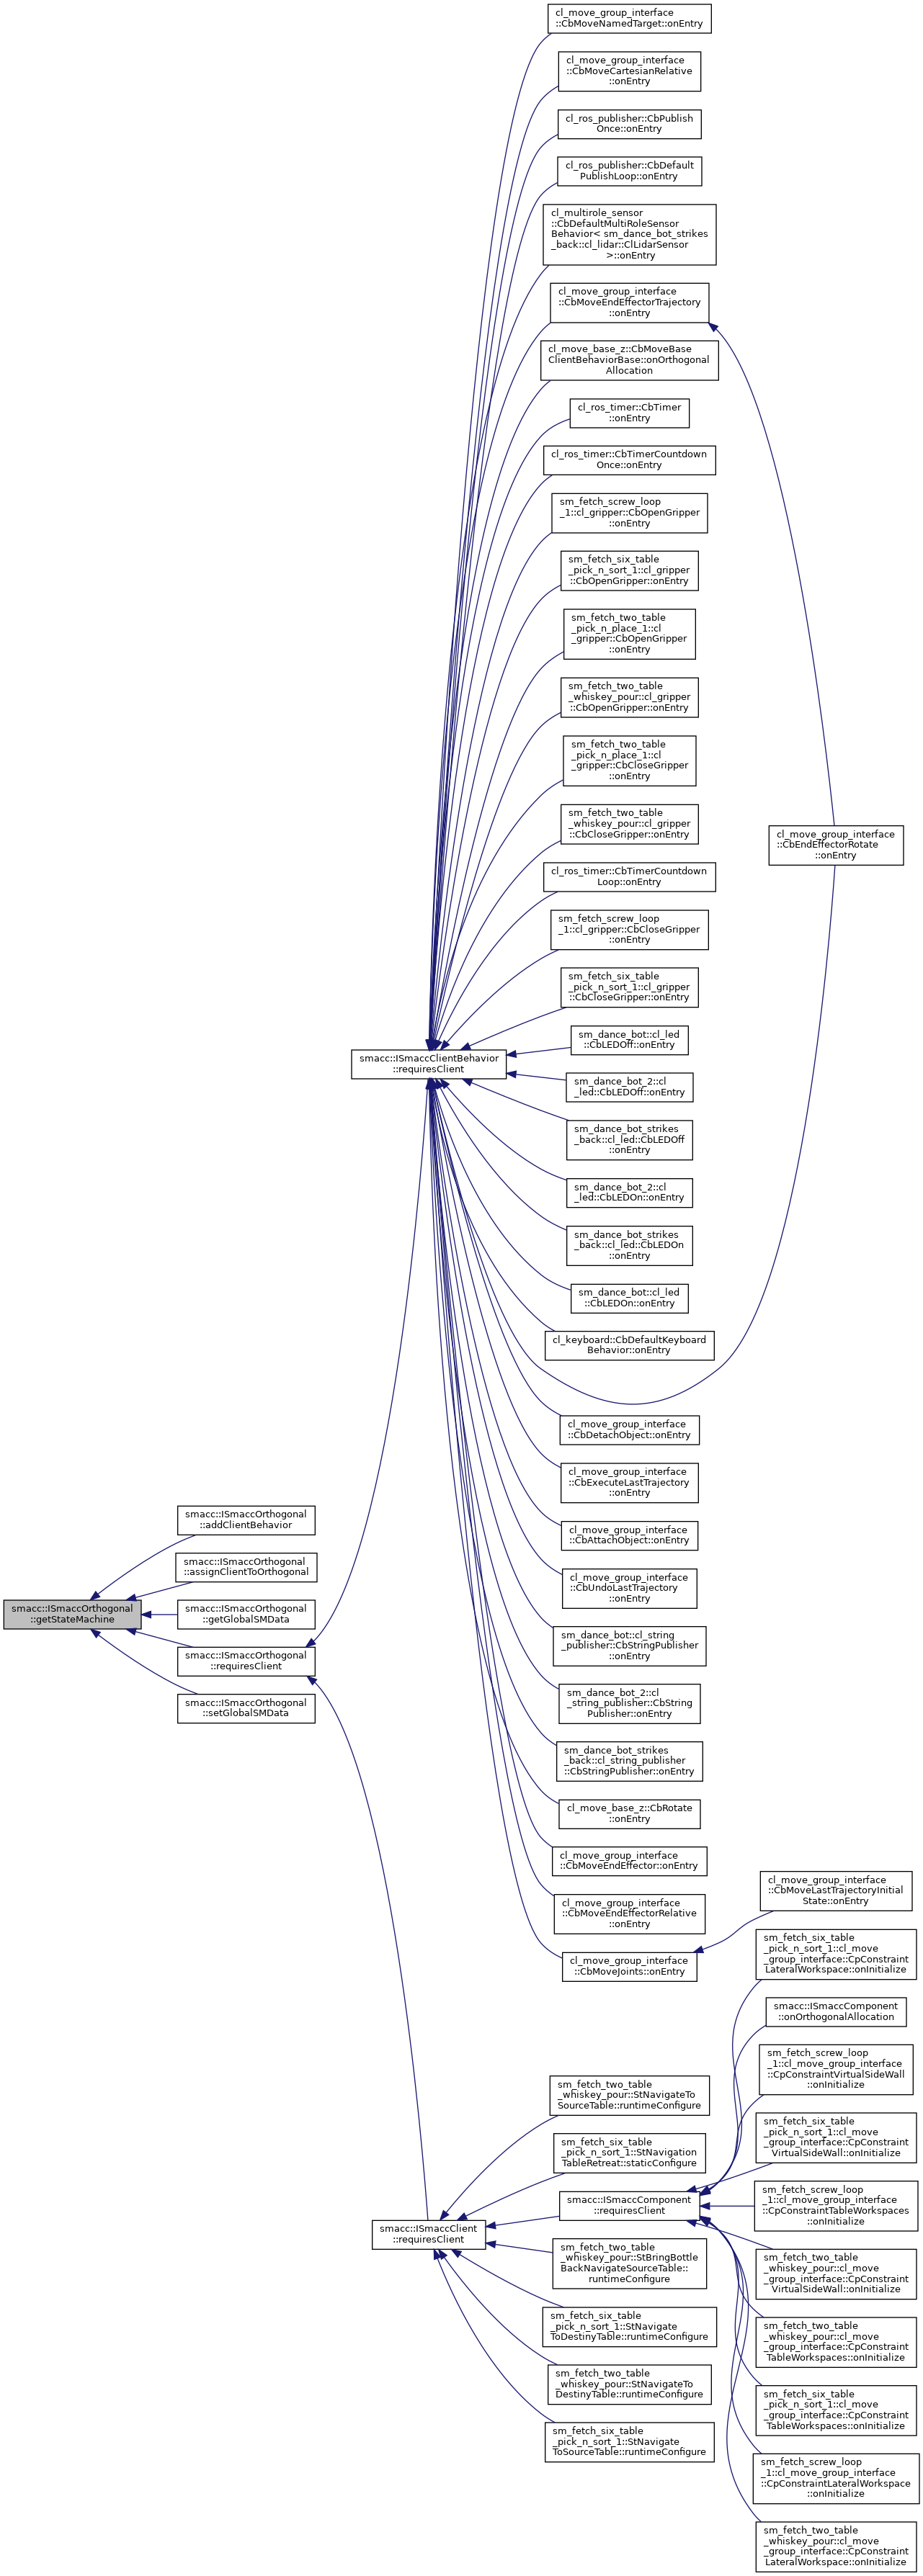 cl_move_group_interface
::CbMoveNamedTarget::onEntry
cl_move_group_interface
::CbMoveCartesianRelative
::onEntry
cl_ros_publisher::CbPublish
Once::onEntry
cl_ros_publisher::CbDefault
PublishLoop::onEntry
cl_multirole_sensor
::CbDefaultMultiRoleSensor
Behavior< sm_dance_bot_strikes
_back::cl_lidar::ClLidarSensor
>::onEntry
cl_move_group_interface
::CbMoveEndEffectorTrajectory
::onEntry
cl_move_base_z::CbMoveBase
ClientBehaviorBase::onOrthogonal
Allocation
cl_ros_timer::CbTimer
::onEntry
cl_ros_timer::CbTimerCountdown
Once::onEntry
sm_fetch_screw_loop
_1::cl_gripper::CbOpenGripper
::onEntry
sm_fetch_six_table
_pick_n_sort_1::cl_gripper
::CbOpenGripper::onEntry
sm_fetch_two_table
_pick_n_place_1::cl
_gripper::CbOpenGripper
::onEntry
sm_fetch_two_table
_whiskey_pour::cl_gripper
::CbOpenGripper::onEntry
sm_fetch_two_table
_pick_n_place_1::cl
_gripper::CbCloseGripper
::onEntry
sm_fetch_two_table
_whiskey_pour::cl_gripper
::CbCloseGripper::onEntry
cl_move_group_interface
::CbEndEffectorRotate
::onEntry
cl_ros_timer::CbTimerCountdown
Loop::onEntry
sm_fetch_screw_loop
_1::cl_gripper::CbCloseGripper
::onEntry
sm_fetch_six_table
_pick_n_sort_1::cl_gripper
::CbCloseGripper::onEntry
sm_dance_bot::cl_led
::CbLEDOff::onEntry
smacc::ISmaccClientBehavior
::requiresClient
sm_dance_bot_2::cl
_led::CbLEDOff::onEntry
sm_dance_bot_strikes
_back::cl_led::CbLEDOff
::onEntry
sm_dance_bot_2::cl
_led::CbLEDOn::onEntry
sm_dance_bot_strikes
_back::cl_led::CbLEDOn
::onEntry
sm_dance_bot::cl_led
::CbLEDOn::onEntry
cl_keyboard::CbDefaultKeyboard
Behavior::onEntry
cl_move_group_interface
::CbDetachObject::onEntry
cl_move_group_interface
::CbExecuteLastTrajectory
::onEntry
cl_move_group_interface
::CbAttachObject::onEntry
cl_move_group_interface
::CbUndoLastTrajectory
::onEntry
smacc::ISmaccOrthogonal
::addClientBehavior
smacc::ISmaccOrthogonal
::assignClientToOrthogonal
smacc::ISmaccOrthogonal
::getStateMachine
smacc::ISmaccOrthogonal
::getGlobalSMData
smacc::ISmaccOrthogonal
::requiresClient
smacc::ISmaccOrthogonal
::setGlobalSMData
sm_dance_bot::cl_string
_publisher::CbStringPublisher
::onEntry
sm_dance_bot_2::cl
_string_publisher::CbString
Publisher::onEntry
sm_dance_bot_strikes
_back::cl_string_publisher
::CbStringPublisher::onEntry
cl_move_base_z::CbRotate
::onEntry
cl_move_group_interface
::CbMoveEndEffector::onEntry
cl_move_group_interface
::CbMoveEndEffectorRelative
::onEntry
cl_move_group_interface
::CbMoveJoints::onEntry
cl_move_group_interface
::CbMoveLastTrajectoryInitial
State::onEntry
sm_fetch_six_table
_pick_n_sort_1::cl_move
_group_interface::CpConstraint
LateralWorkspace::onInitialize
smacc::ISmaccComponent
::onOrthogonalAllocation
sm_fetch_screw_loop
_1::cl_move_group_interface
::CpConstraintVirtualSideWall
::onInitialize
sm_fetch_two_table
_whiskey_pour::StNavigateTo
SourceTable::runtimeConfigure
sm_fetch_six_table
_pick_n_sort_1::StNavigation
TableRetreat::staticConfigure
sm_fetch_six_table
_pick_n_sort_1::cl_move
_group_interface::CpConstraint
VirtualSideWall::onInitialize
smacc::ISmaccComponent
::requiresClient
sm_fetch_screw_loop
_1::cl_move_group_interface
::CpConstraintTableWorkspaces
::onInitialize
smacc::ISmaccClient
::requiresClient
sm_fetch_two_table
_whiskey_pour::StBringBottle
BackNavigateSourceTable::
runtimeConfigure
sm_fetch_two_table
_whiskey_pour::cl_move
_group_interface::CpConstraint
VirtualSideWall::onInitialize
sm_fetch_six_table
_pick_n_sort_1::StNavigate
ToDestinyTable::runtimeConfigure
sm_fetch_two_table
_whiskey_pour::cl_move
_group_interface::CpConstraint
TableWorkspaces::onInitialize
sm_fetch_two_table
_whiskey_pour::StNavigateTo
DestinyTable::runtimeConfigure
sm_fetch_six_table
_pick_n_sort_1::cl_move
_group_interface::CpConstraint
TableWorkspaces::onInitialize
sm_fetch_six_table
_pick_n_sort_1::StNavigate
ToSourceTable::runtimeConfigure
sm_fetch_screw_loop
_1::cl_move_group_interface
::CpConstraintLateralWorkspace
::onInitialize
sm_fetch_two_table
_whiskey_pour::cl_move
_group_interface::CpConstraint
LateralWorkspace::onInitialize